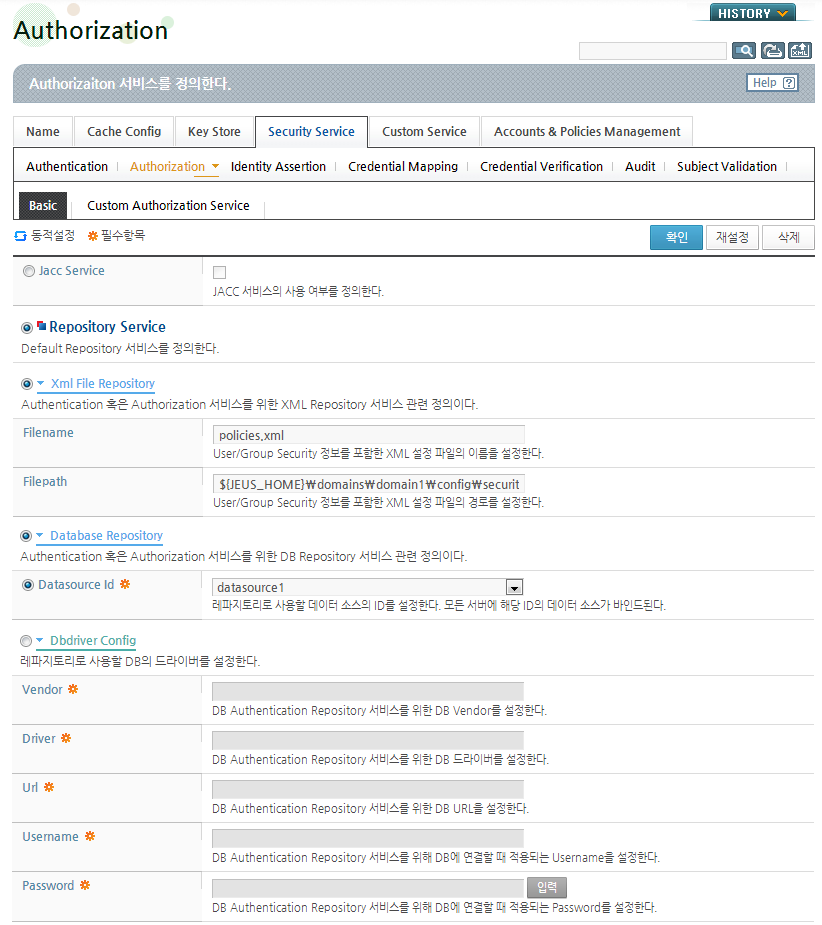 HISTORY
Authorization
XML
Authorizaiton 서비스를 정의한다.
Help ?
Name Cache Config Key Store Security Service Custom Service Accounts & Policies Management
Authentication Authorization Identity Assertion Credential Mapping Credential Verification Audit Subject Validation
Basic Custom Authorization Service
동적설정 필수항목 확인 재설정 삭제
Jacc Service
JACC 서비스의 사용 여부를 정의한다.
Repository Service
Default Repository 서비스를 정의한다.
Xml File Repository
Authentication 혹은 Authorization 서비스를 위한 XML Repository 서비스 관련 정의이다.
Filename policies.xml
User/Group Security 정보를 포함한 XML 설정 파일의 이름을 설정한다.
Filepath ${JEUS_HOME}₩domains₩domain1₩config₩securit
User/Group Security 정보를 포함한 XML 설정 파일의 경로를 설정한다.
Database Repository
Authentication 혹은 Authorization 서비스를 위한 DB Repository 서비스 관련 정의이다.
Datasource Id datasource1
레파지토리로 사용할 데이터 소스의 ID를 설정한다. 모든 서버에 해당 ID의 데이터 소스가 바인드된다.
Dbdriver Config
레파지토리로 사용할 DB의 드라이버를 설정한다.
Vendor
DB Authentication Repository 서비스를 위한 DB Vendor를 설정한다.
Driver
DB Authentication Repository 서비스를 위한 DB 드라이버를 설정한다.
Url
DB Authentication Repository 서비스를 위한 DB URL을 설정한다.
Username
DB Authentication Repository 서비스를 위해 DB에 연결할 때 적용되는 Username을 설정한다.
Password 입력
DB Authentication Repository 서비스를 위해 DB에 연결할 때 적용되는 Password를 설정한다.